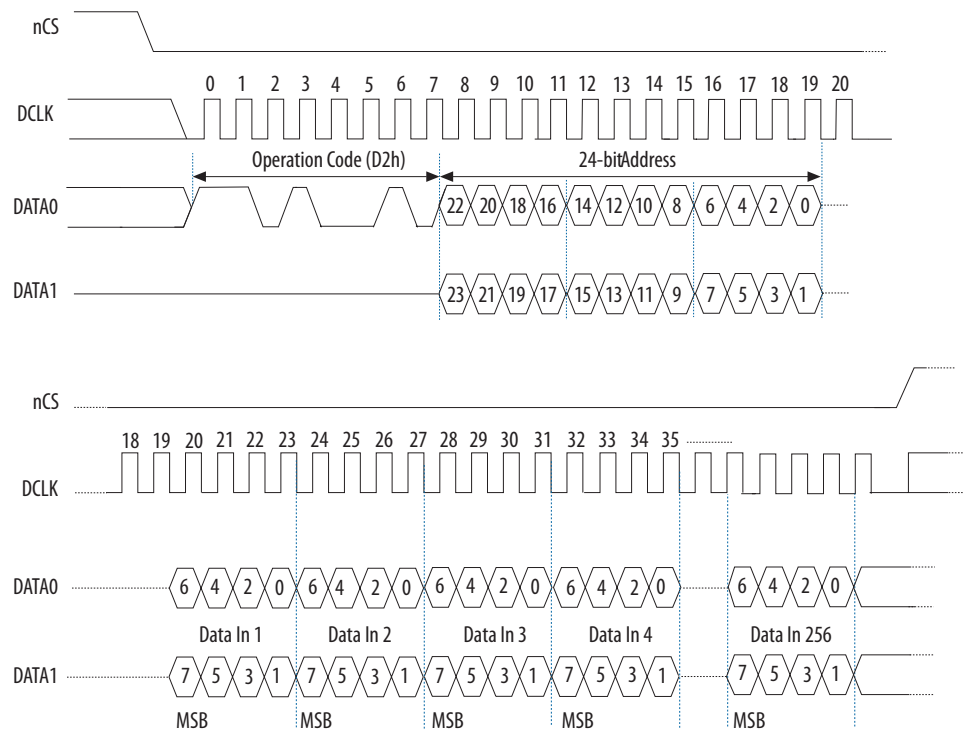 nCS
0 1 2 3 4 5 6 7 8 9 10 11 12 13 14 15 16 17 18 19 20
DCLK
Operation Code (D2h) 24-bitAddress
DATA0 22 20 18 16 14 12 10 8 6 4 2 0
DATA1 23 21 19 17 15 13 11 9 7 5 3 1
nCS
18 19 20 21 22 23 24 25 26 27 28 29 30 31 32 33 34 35
DCLK
DATA0 6 4 2 0 6 4 2 0 6 4 2 0 6 4 2 0 6 4 2 0
Data In 1 Data In 2 Data In 3 Data In 4 Data In 256
DATA1 7 5 3 1 7 5 3 1 7 5 3 1 7 5 3 1 7 5 3 1
MSB MSB MSB MSB MSB